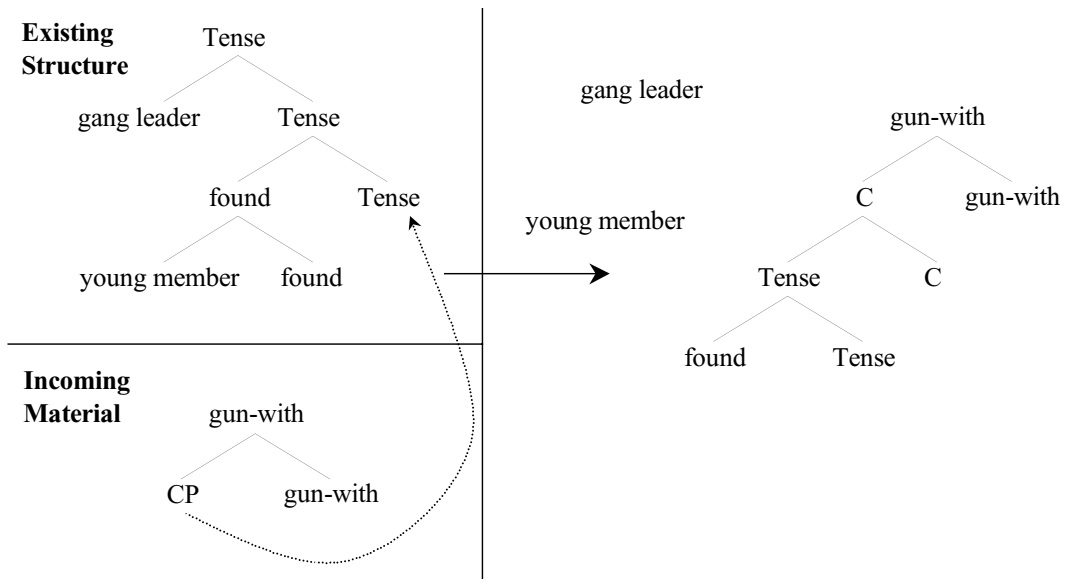 Existing
Structure
Tense
gang leader Tense
found Tense
young member found
Incoming
Material
gun-with
CP gun-with
gang leader
gun-with
C gun-with
young member
Tense C
found Tense